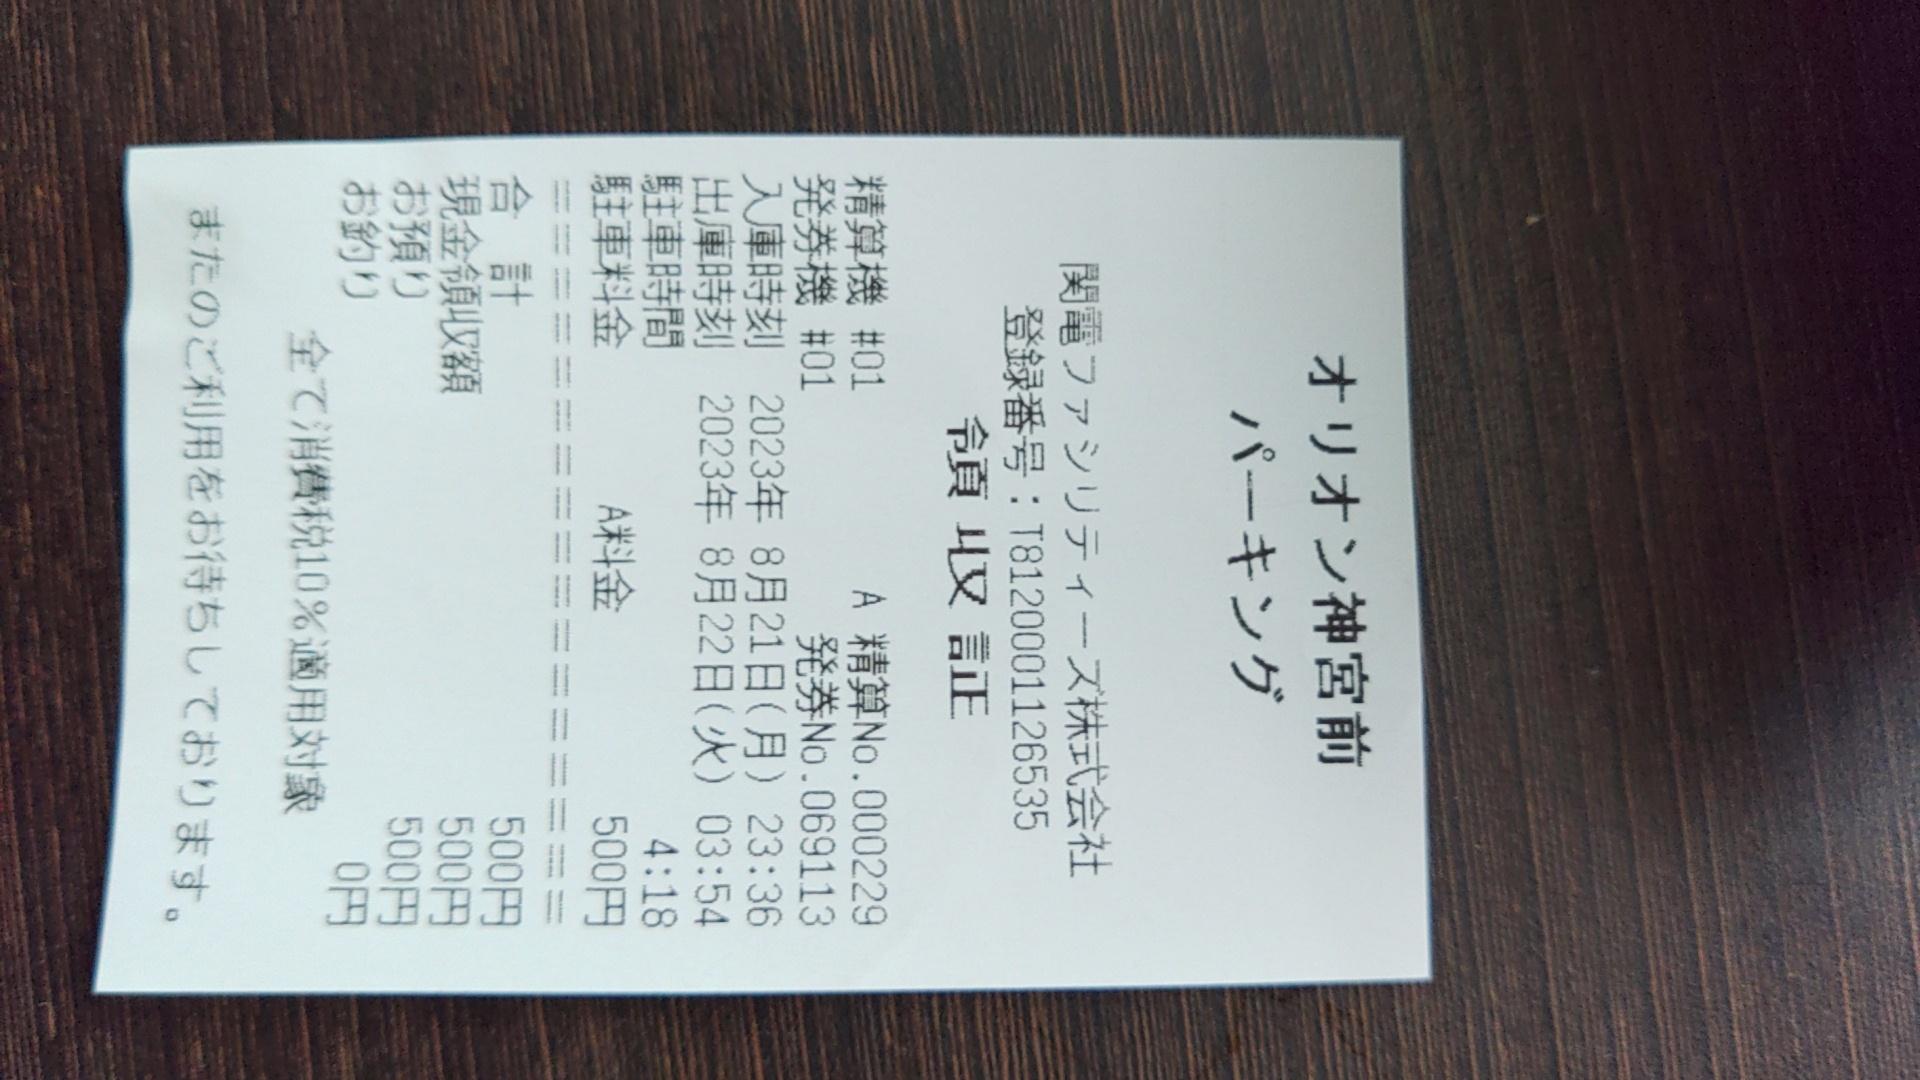 オリオン神宮前
パーキング
関電ファシリティーズ株式会社
登録番号：T8120001126535
領収証
精算機 #01 A 精算No.000229
発券機 #01 発券No.069113
入庫時刻 2023年 8月21日(月) 23:36
出庫時刻 2023年 8月22日(火) 03:54
駐車時間 4:18
駐車料金 A料金 500円
==================
合 計 500円
現金領収額 500円
お預り 500円
お釣り 0円
全て消費税10%適用対象
またのご利用をお待ちしております。